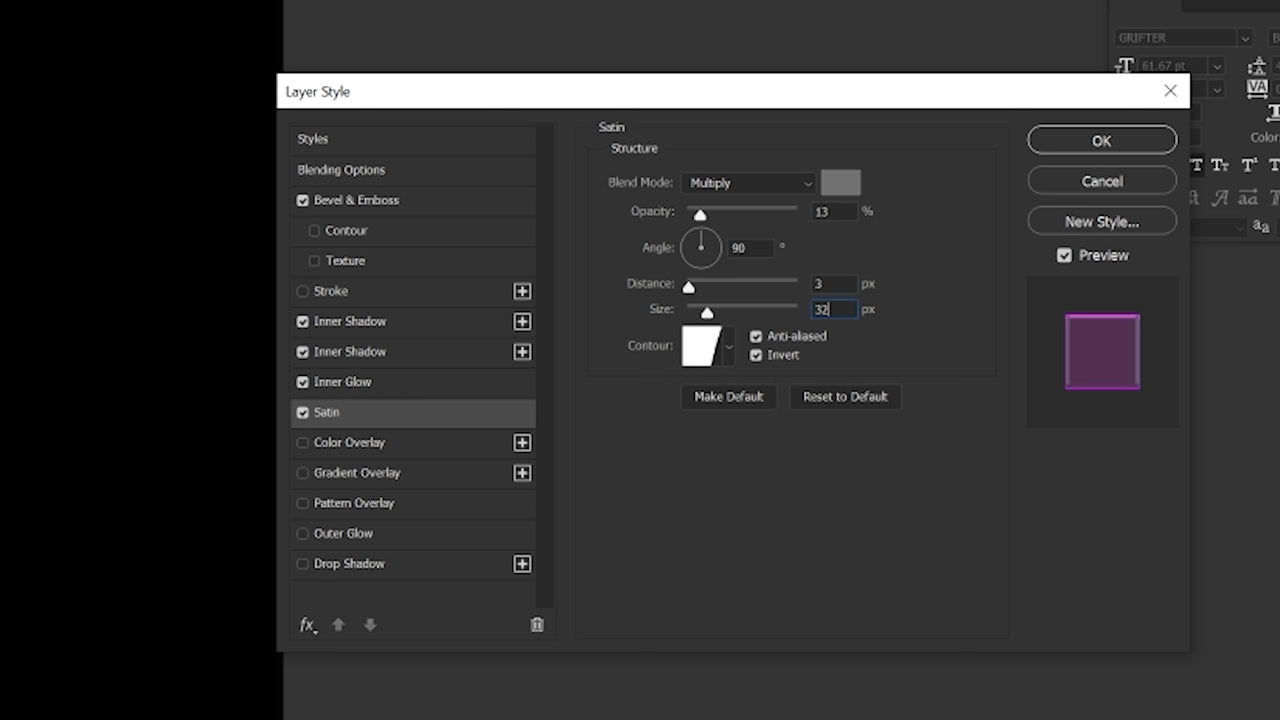 GRIFTER
61.67 pt
Layer Style
Styles
Blending Options
Bevel & Emboss
Contour
Texture
Stroke
Inner Shadow
Inner Shadow
Inner Glow
Satin
Color Overlay
Gradient Overlay
Pattern Overlay
Outer Glow
Drop Shadow
fx
Satin
Structure
Blend Mode: Multiply
Opacity: 13 %
Angle: 90 °
Distance: 3 px
Size: 32 px
Contour:
Anti-aliased
Invert
Make Default
Reset to Default
OK
Cancel
New Style...
Preview
VA
Color